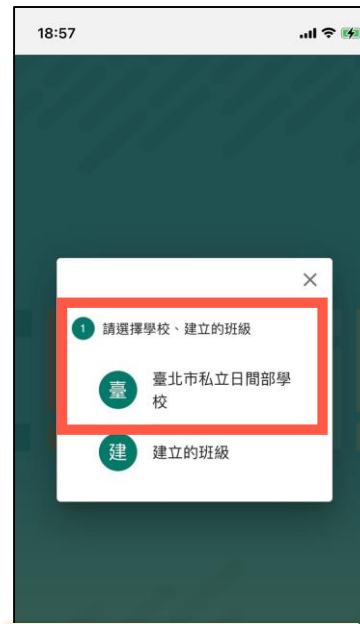 18:57
1 請選擇學校、建立的班級
臺 臺北市私立日間部學
校
建 建立的班級